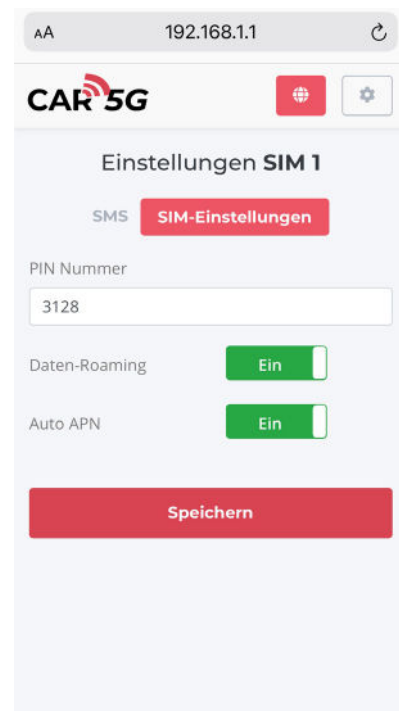 AA 192.168.1.1
CAR 5G
Einstellungen SIM 1
SMS SIM-Einstellungen
PIN Nummer
3128
Daten-Roaming Ein
Auto APN Ein
Speichern